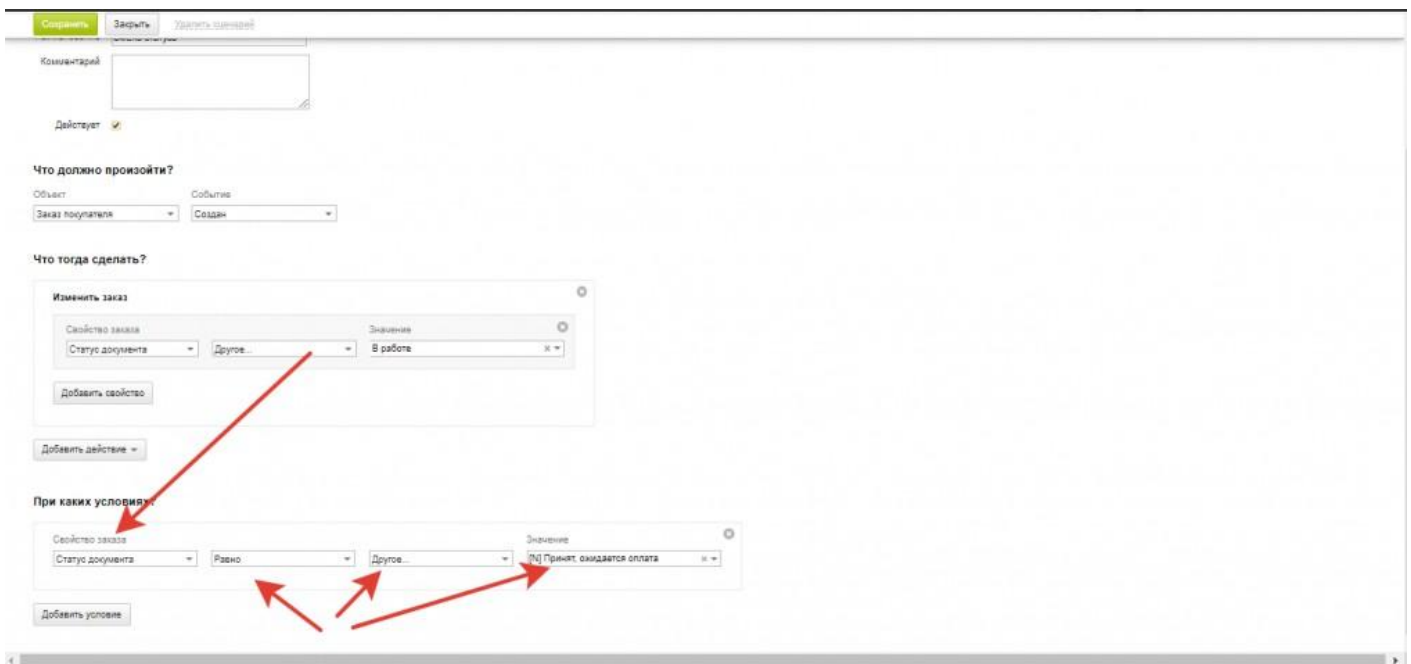 Сохранить Закрыть Удалить сценарий
Комментарий
Действует
Что должно произойти?
Объект Событие
Заказ покупателя Создан
Что тогда сделать?
Изменить заказ
Свойство заказа Значение
Статус документа Другое... В работе
Добавить свойство
Добавить действие
При каких условиях?
Свойство заказа Значение
Статус документа Равно Другое... [N] Принят, ожидается оплата
Добавить условие